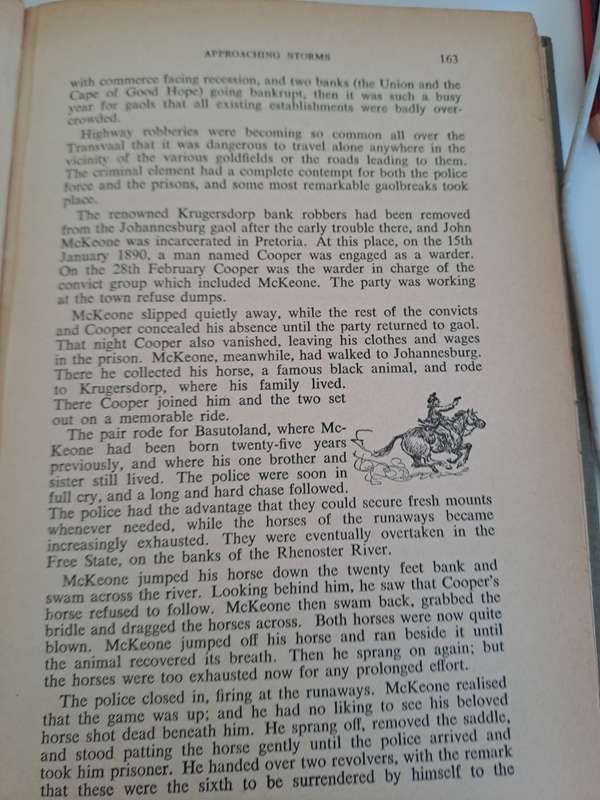 APPROACHING STORMS 163
with commerce facing recession, and two banks (the Union and the
Cape of Good Hope) going bankrupt, then it was such a busy
year for gaols that all existing establishments were badly over-
crowded.
Highway robberies were becoming so common all over the
Transvaal that it was dangerous to travel alone anywhere in the
vicinity of the various goldfields or the roads leading to them.
The criminal element had a complete contempt for both the police
force and the prisons, and some most remarkable gaolbreaks took
place.
The renowned Krugersdorp bank robbers had been removed
from the Johannesburg gaol after the early trouble there, and John
McKeone was incarcerated in Pretoria. At this place, on the 15th
January 1890, a man named Cooper was engaged as a warder.
On the 28th February Cooper was the warder in charge of the
convict group which included McKeone. The party was working
at the town refuse dumps.
McKeone slipped quietly away, while the rest of the convicts
and Cooper concealed his absence until the party returned to gaol.
That night Cooper also vanished, leaving his clothes and wages
in the prison. McKeone, meanwhile, had walked to Johannesburg.
There he collected his horse, a famous black animal, and rode
to Krugersdorp, where his family lived.
There Cooper joined him and the two set
out on a memorable ride.
The pair rode for Basutoland, where Mc-
Keone had been born twenty-five years
previously, and where his one brother and
sister still lived. The police were soon in
full cry, and a long and hard chase followed.
The police had the advantage that they could secure fresh mounts
whenever needed, while the horses of the runaways became
increasingly exhausted. They were eventually overtaken in the
Free State, on the banks of the Rhenoster River.
McKeone jumped his horse down the twenty feet bank and
swam across the river. Looking behind him, he saw that Cooper's
horse refused to follow. McKeone then swam back, grabbed the
bridle and dragged the horses across. Both horses were now quite
blown. McKeone jumped off his horse and ran beside it until
the animal recovered its breath. Then he sprang on again; but
the horses were too exhausted now for any prolonged effort.
The police closed in, firing at the runaways. McKeone realised
that the game was up; and he had no liking to see his beloved
horse shot dead beneath him. He sprang off, removed the saddle,
and stood patting the horse gently until the police arrived and
took him prisoner. He handed over two revolvers, with the remark
that these were the sixth to be surrendered by himself to the